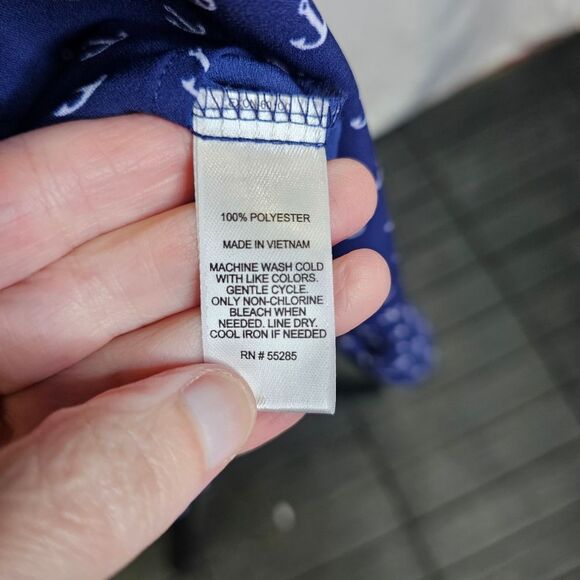 100% POLYESTER
MADE IN VIETNAM
MACHINE WASH COLD
WITH LIKE COLORS.
GENTLE CYCLE.
ONLY NON-CHLORINE
BLEACH WHEN
NEEDED. LINE DRY.
COOL IRON IF NEEDED
RN # 55285